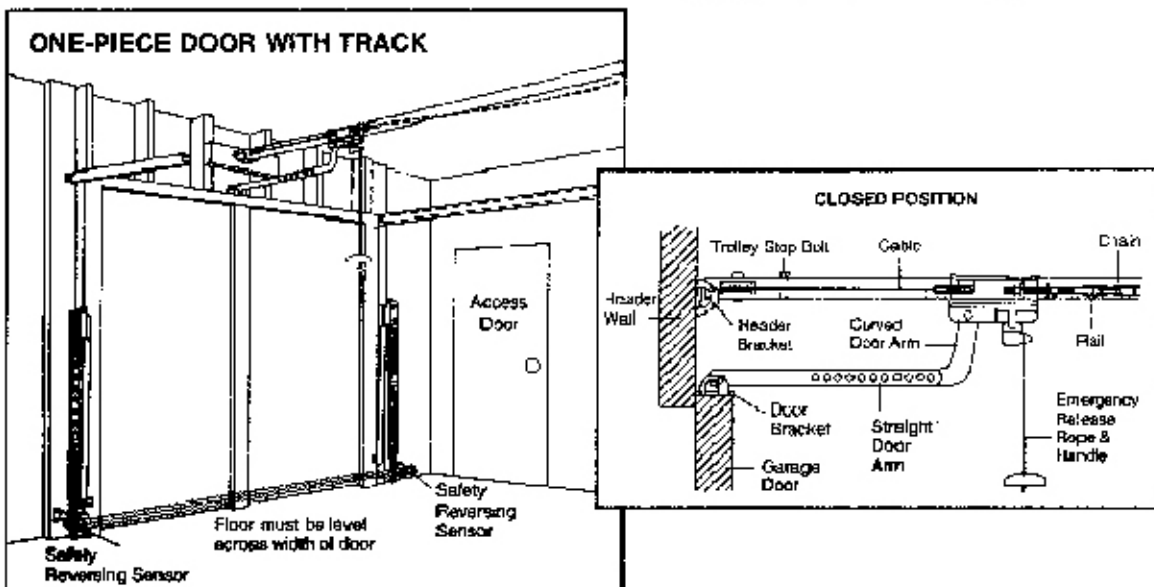 ONE-PIECE DOOR WITH TRACK
Access
Door
Safety
Reversing
Sensor
Floor must be level
across width of door
Safety
Reversing Sensor
CLOSED POSITION
Trolley Stop Bolt
Cable
Chain
Header
Wall
Header
Bracket
Curved
Door Arm
Rail
Door
Bracket
Straight
Door
Arm
Emergency
Release
Rope &
Handle
Garage
Door